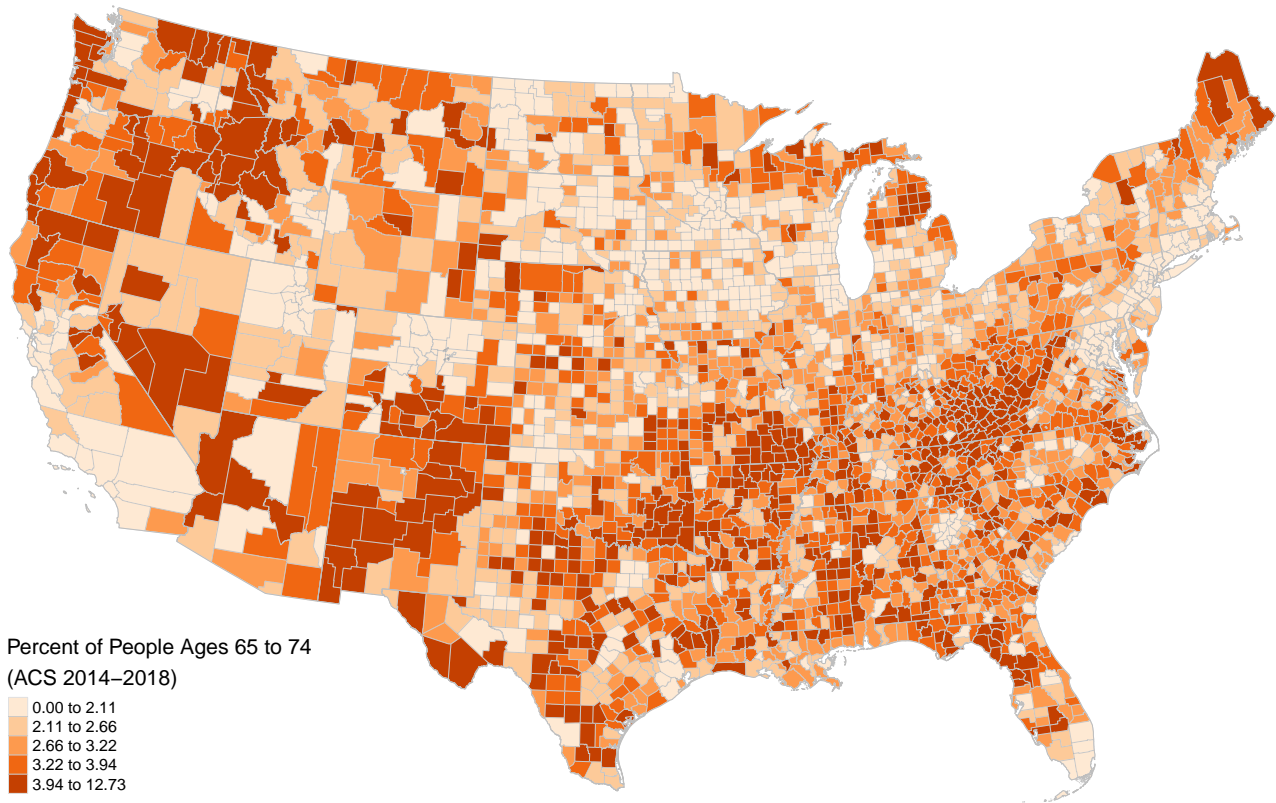 Percent of People Ages 65 to 74
(ACS 2014–2018)
0.00 to 2.11
2.11 to 2.66
2.66 to 3.22
3.22 to 3.94
3.94 to 12.73